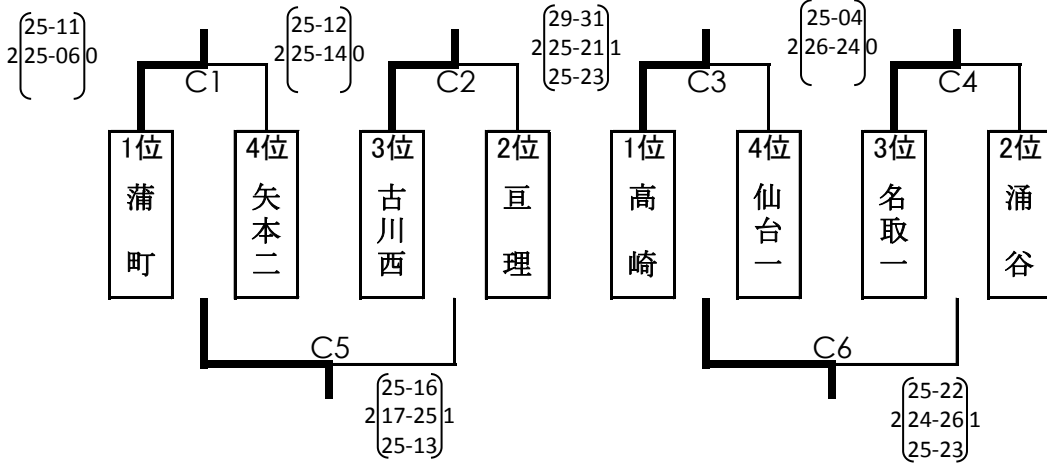 25-11
2 25-06 0
25-12
2 25-14 0
29-31
2 25-21 1
25-23
25-04
2 26-24 0
C1
C2
C3
C4
1位 蒲町
4位 矢本二
3位 古川西
2位 亘理
1位 高崎
4位 仙台一
3位 名取一
2位 涌谷
C5
C6
25-16
2 17-25 1
25-13
25-22
2 24-26 1
25-23